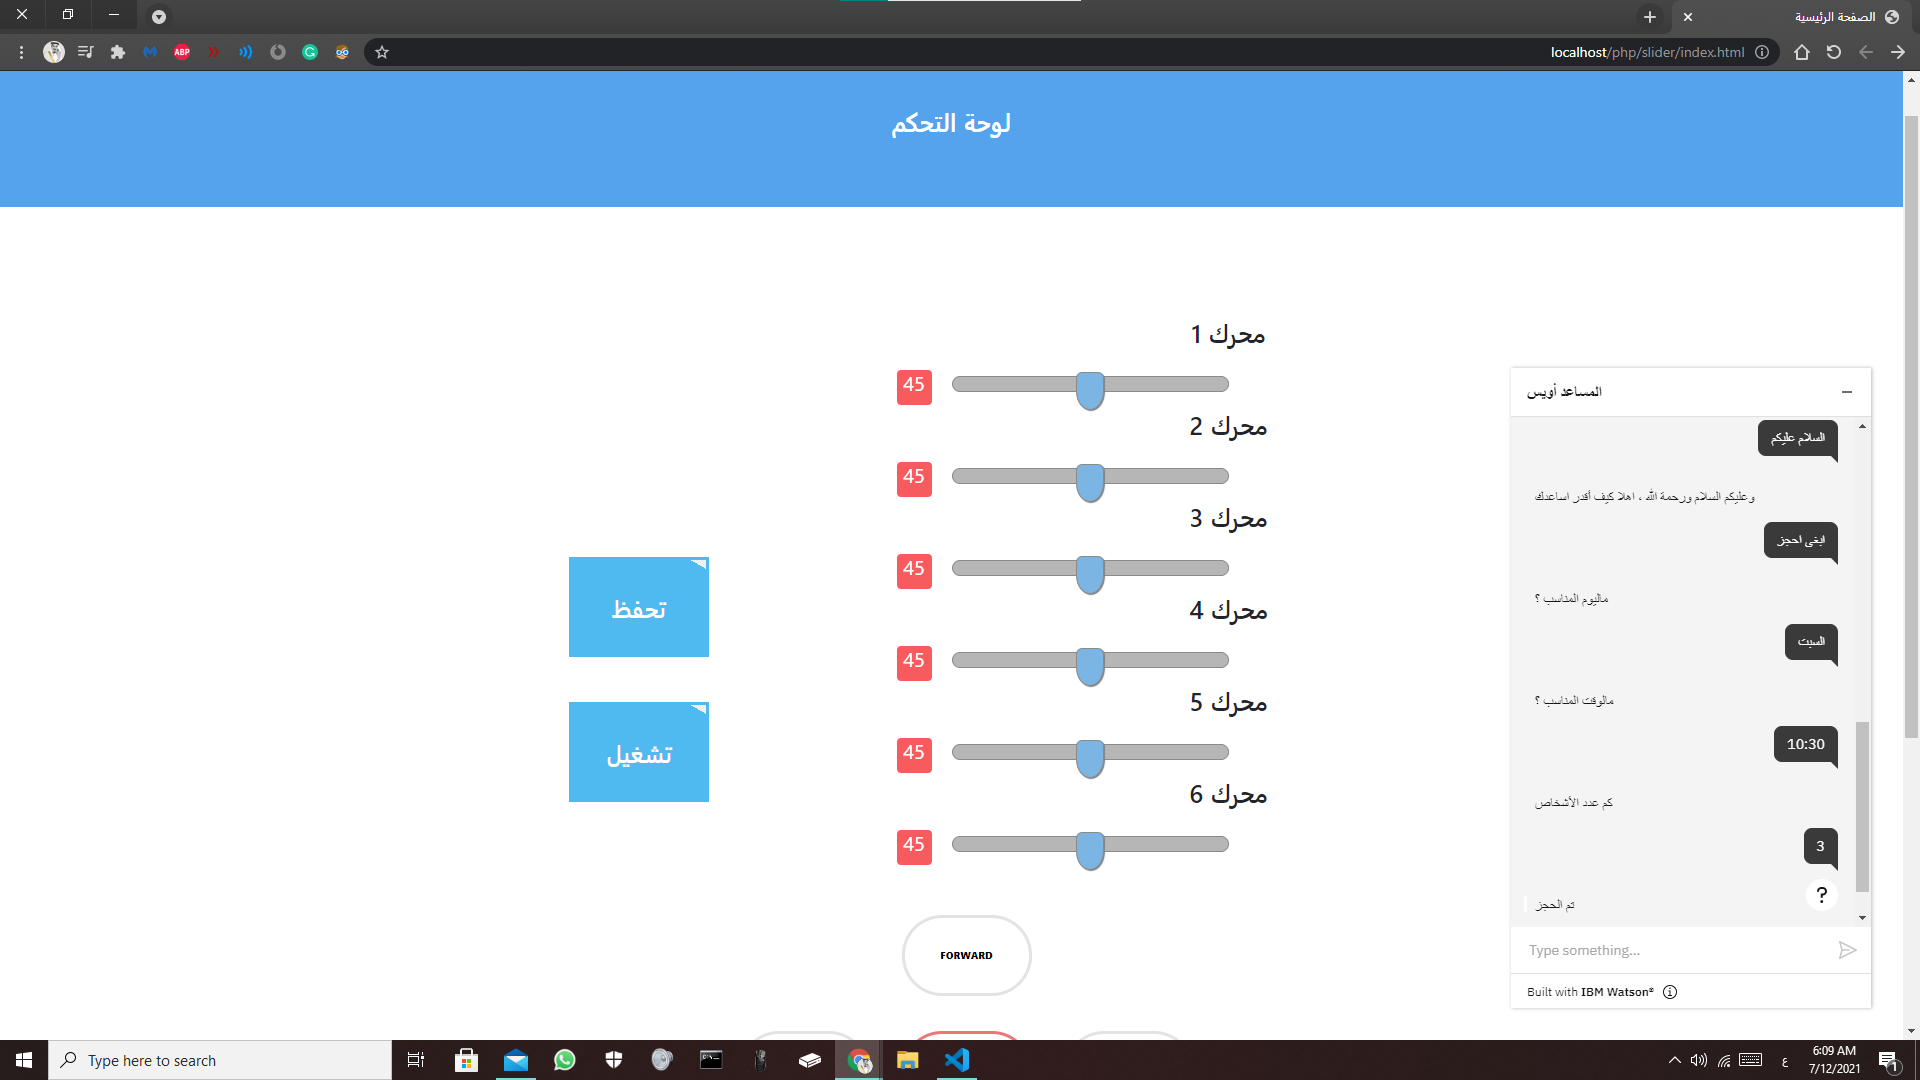 الصفحة الرئيسية
localhost/php/slider/index.html
ABP
لوحة التحكم
محرك 1
45
محرك 2
45
محرك 3
45
محرك 4
45
محرك 5
45
محرك 6
45
تحفظ
تشغيل
FORWARD
المساعد أويس
السلام عليكم
وعليكم السلام ورحمة الله ، اهلا كيف أقدر اساعدك
ابغى احجز
ماليوم المناسب ؟
السبت
مالوقت المناسب ؟
10:30
كم عدد الأشخاص
3
?
تم الحجز
Type something...
Built with IBM Watson®
Type here to search
ع
6:09 AM
7/12/2021
1